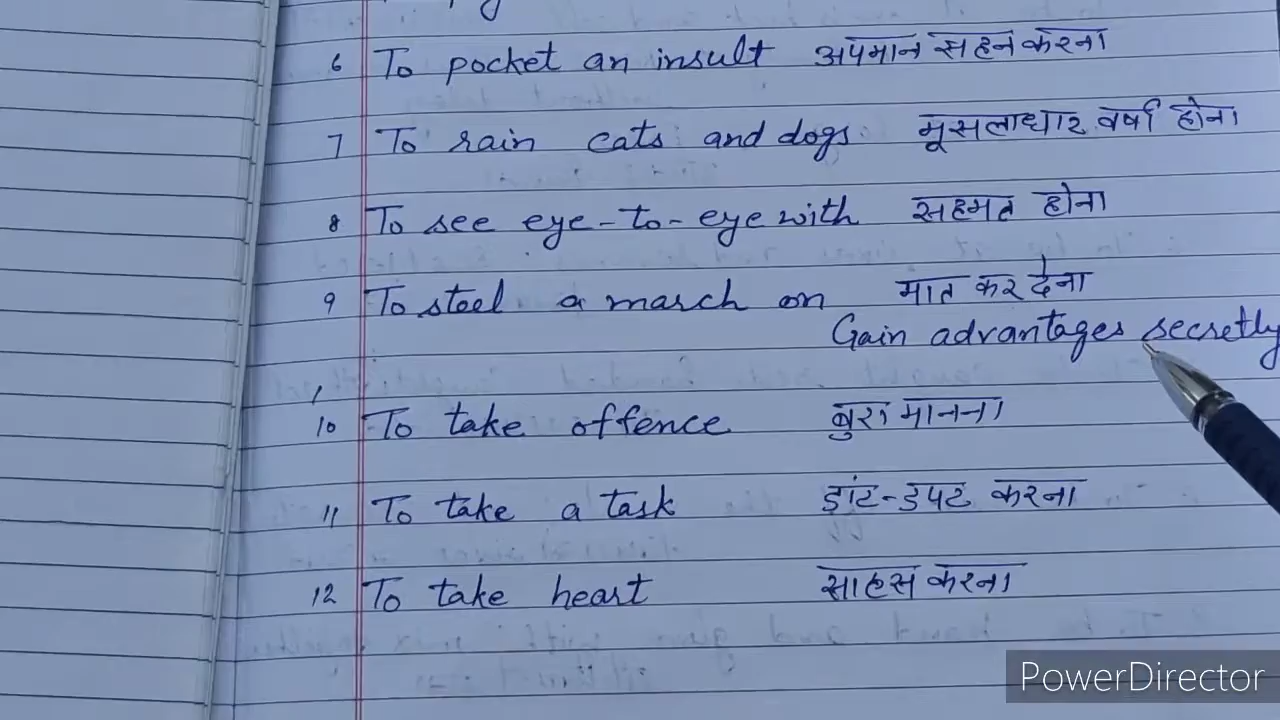 6 To pocket an insult अपमान सहन करना
7 To rain cats and dogs. मूसलाधार वर्षा होना
8 To see eye-to-eye with सहमत होना
9 To steel a march on मात कर देना
Gain advantages secretly
10 To take offence बुरा मानना
11 To take a task डांट-डपट करना
12 To take heart साहस करना
PowerDirector